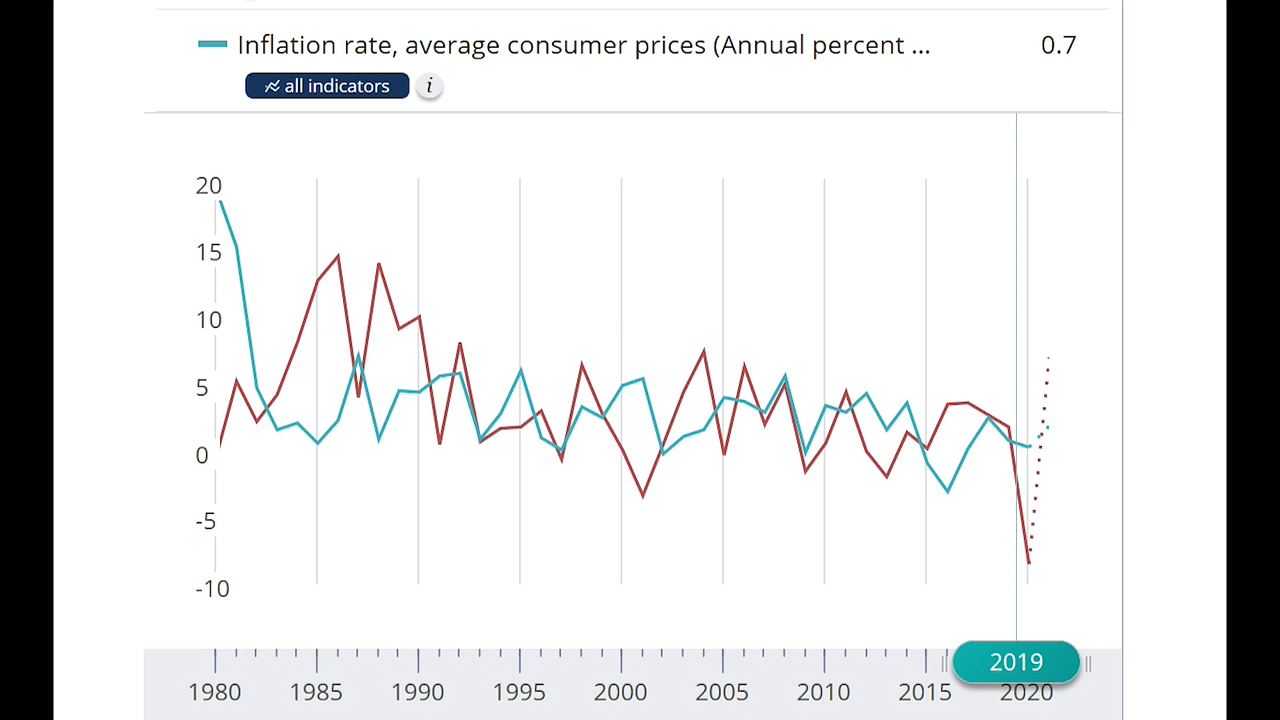 Inflation rate, average consumer prices (Annual percent ... 0.7
all indicators i
20
15
10
5
0
-5
-10
2019
1980 1985 1990 1995 2000 2005 2010 2015 2020